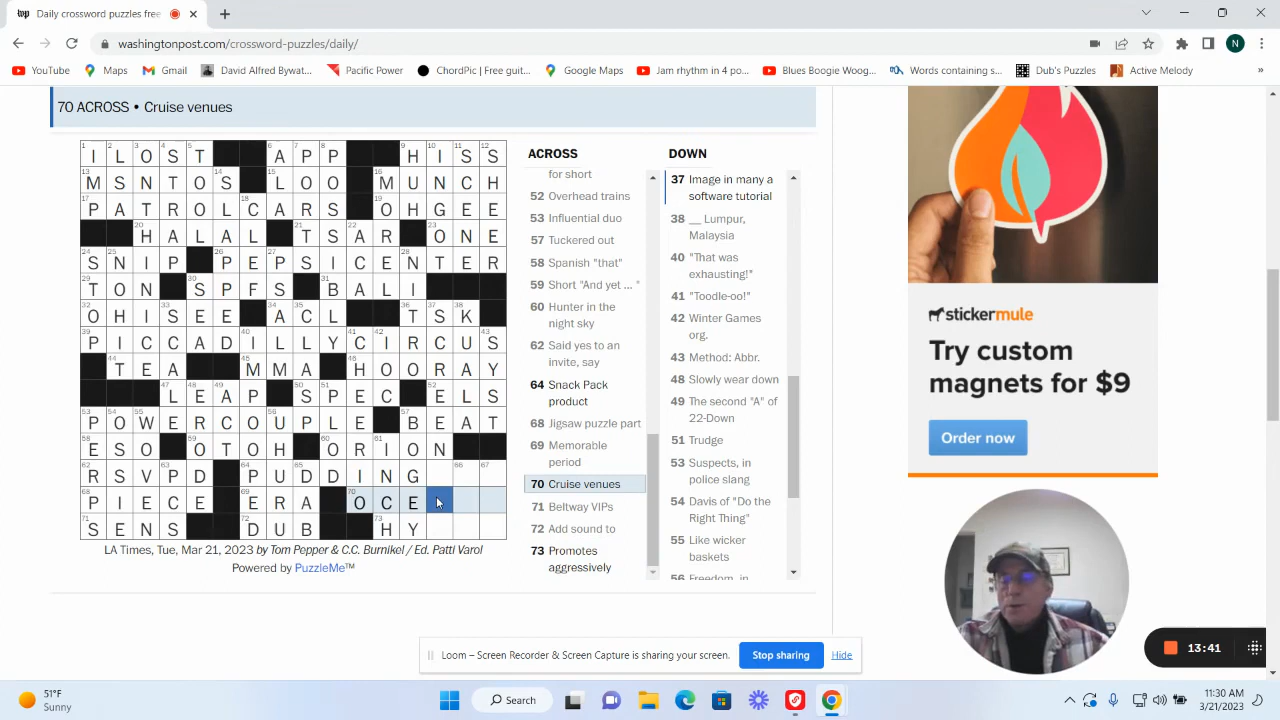 Daily crossword puzzles free
washingtonpost.com/crossword-puzzles/daily/
YouTube Maps Gmail David Alfred Bywat... Pacific Power ChordPic | Free guit... Google Maps Jam rhythm in 4 po... Blues Boogie Woog... Words containing s... Dub's Puzzles Active Melody »
70 ACROSS • Cruise venues
I L O S T A P P H I S S
M S N T O S L O O M U N C H
P A T R O L C A R S O H G E E
H A L A L T S A R O N E
S N I P P E P S I C E N T E R
T O N S P F S B A L I
O H I S E E A C L T S K
P I C C A D I L L Y C I R C U S
T E A M M A H O O R A Y
L E A P S P E C E L S
P O W E R C O U P L E B E A T
E S O O T O H O R I O N
R S V P D P U D D I N G
P I E C E E R A O C E
S E N S D U B H Y
LA Times, Tue, Mar 21, 2023 by Tom Pepper & C.C. Burnikel / Ed. Patti Varol
Powered by PuzzleMe™
ACROSS
for short
52 Overhead trains
53 Influential duo
57 Tuckered out
58 Spanish "that"
59 Short "And yet ... "
60 Hunter in the
night sky
62 Said yes to an
invite, say
64 Snack Pack
product
68 Jigsaw puzzle part
69 Memorable
period
70 Cruise venues
71 Beltway VIPs
72 Add sound to
73 Promotes
aggressively
DOWN
37 Image in many a
software tutorial
38 __ Lumpur,
Malaysia
40 "That was
exhausting!"
41 "Toodle-oo!"
42 Winter Games
org.
43 Method: Abbr.
48 Slowly wear down
49 The second "A" of
22-Down
51 Trudge
53 Suspects, in
police slang
54 Davis of "Do the
Right Thing"
55 Like wicker
baskets
56 Freedom, in
stickermule
Try custom
magnets for $9
Order now
Loom – Screen Recorder & Screen Capture is sharing your screen.
Stop sharing
Hide
13:41
51°F
Sunny
Search
11:30 AM
3/21/2023